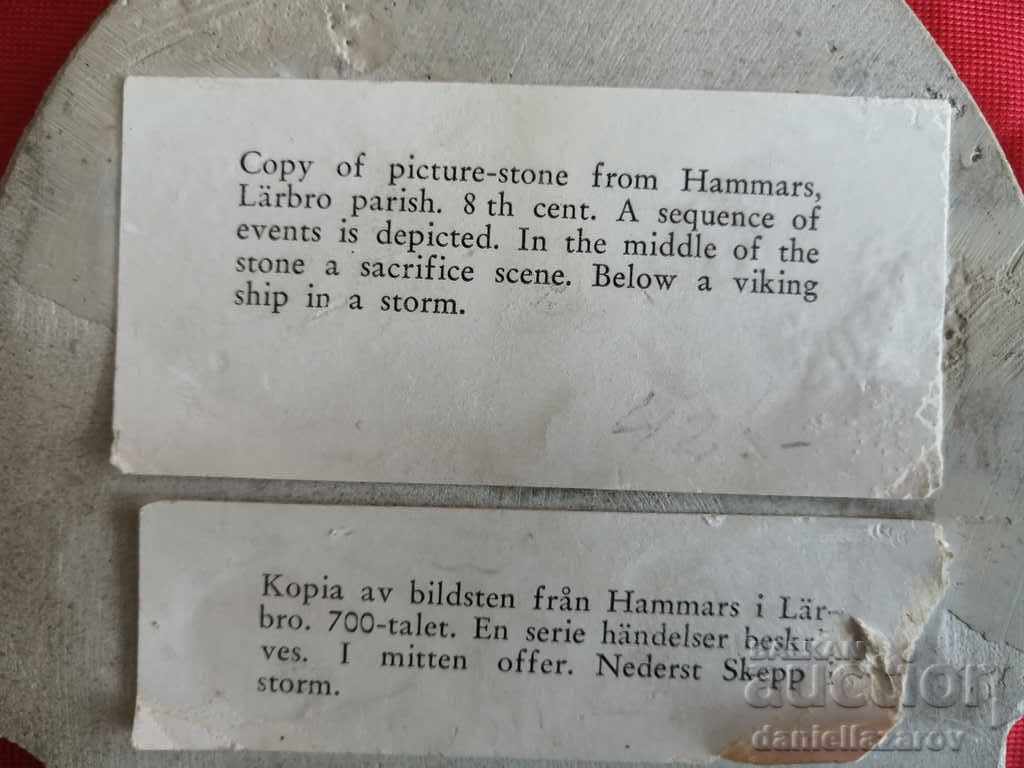 Copy of picture-stone from Hammars,
Lärbro parish. 8 th cent. A sequence of
events is depicted. In the middle of the
stone a sacrifice scene. Below a viking
ship in a storm.
Kopia av bildsten från Hammars i Lär-
bro. 700-talet. En serie händelser beskri
ves. I mitten offer. Nederst Skepp i
storm.
BALKAN
auction
daniellazarov